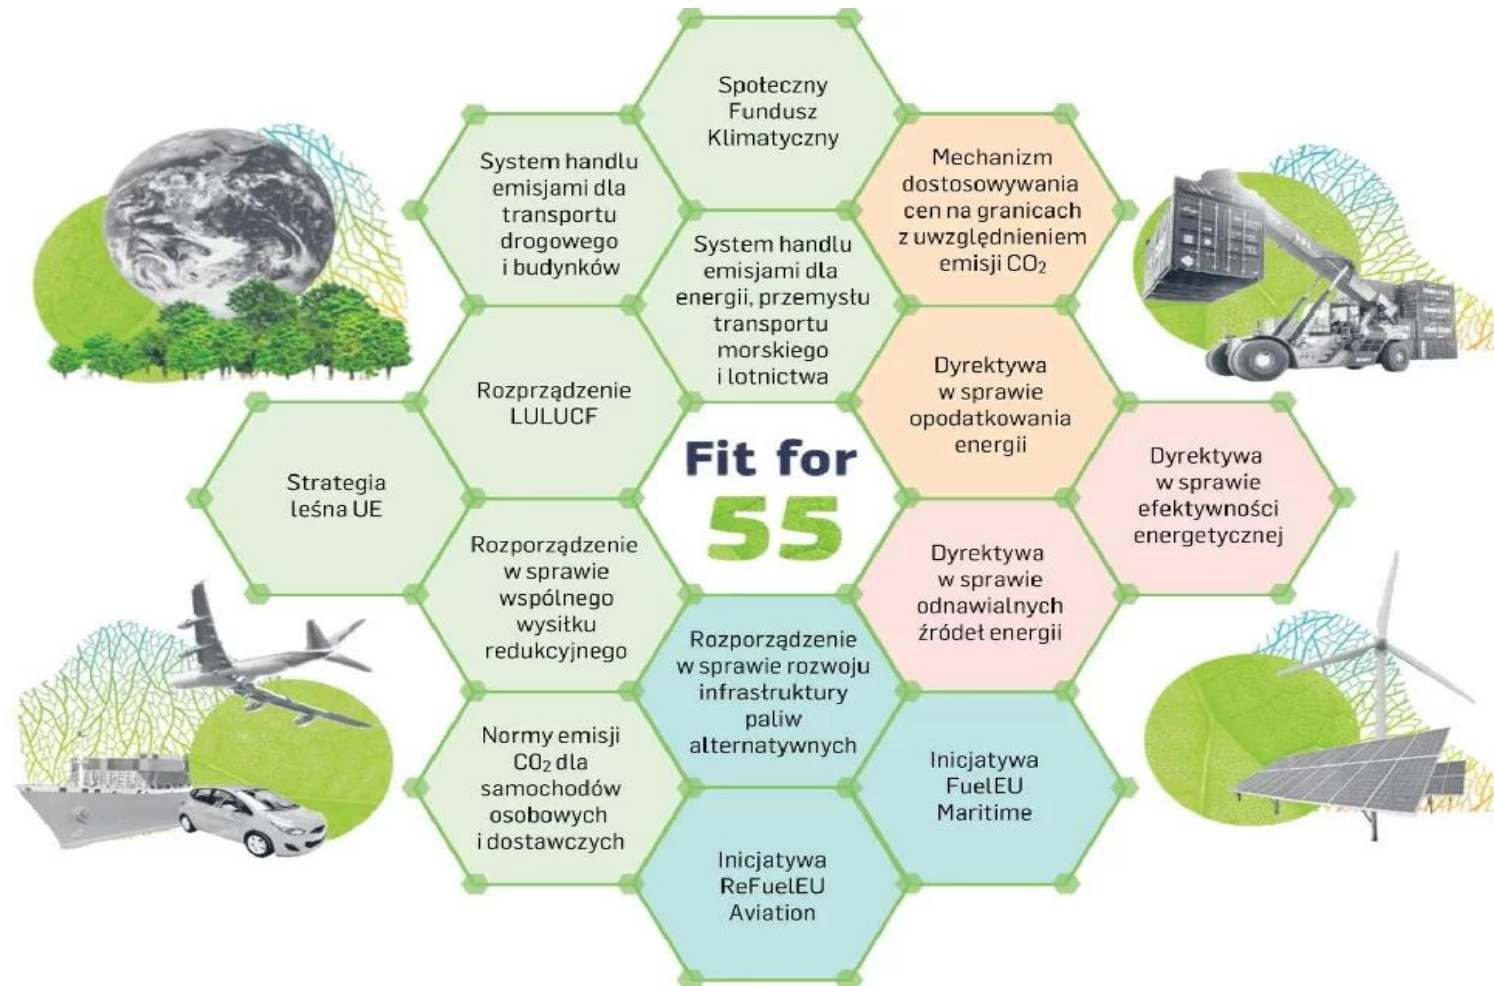 Społeczny
Fundusz
Klimatyczny
System handlu
emisjami dla
transportu
drogowego
i budynków
Mechanizm
dostosowywania
cen na granicach
z uwzględnieniem
emisji CO₂
System handlu
emisjami dla
energii, przemysłu
transportu
morskiego
i lotnictwa
Rozprządzenie
LULUCF
Dyrektywa
w sprawie
opodatkowania
energii
Strategia
leśna UE
Fit for
55
Dyrektywa
w sprawie
efektywności
energetycznej
Rozporządzenie
w sprawie
wspólnego
wysiłku
redukcyjnego
Dyrektywa
w sprawie
odnawialnych
źródeł energii
Rozporządzenie
w sprawie rozwoju
infrastruktury
paliw
alternatywnych
Normy emisji
CO₂ dla
samochodów
osobowych
i dostawczych
Inicjatywa
FuelEU
Maritime
Inicjatywa
ReFuelEU
Aviation